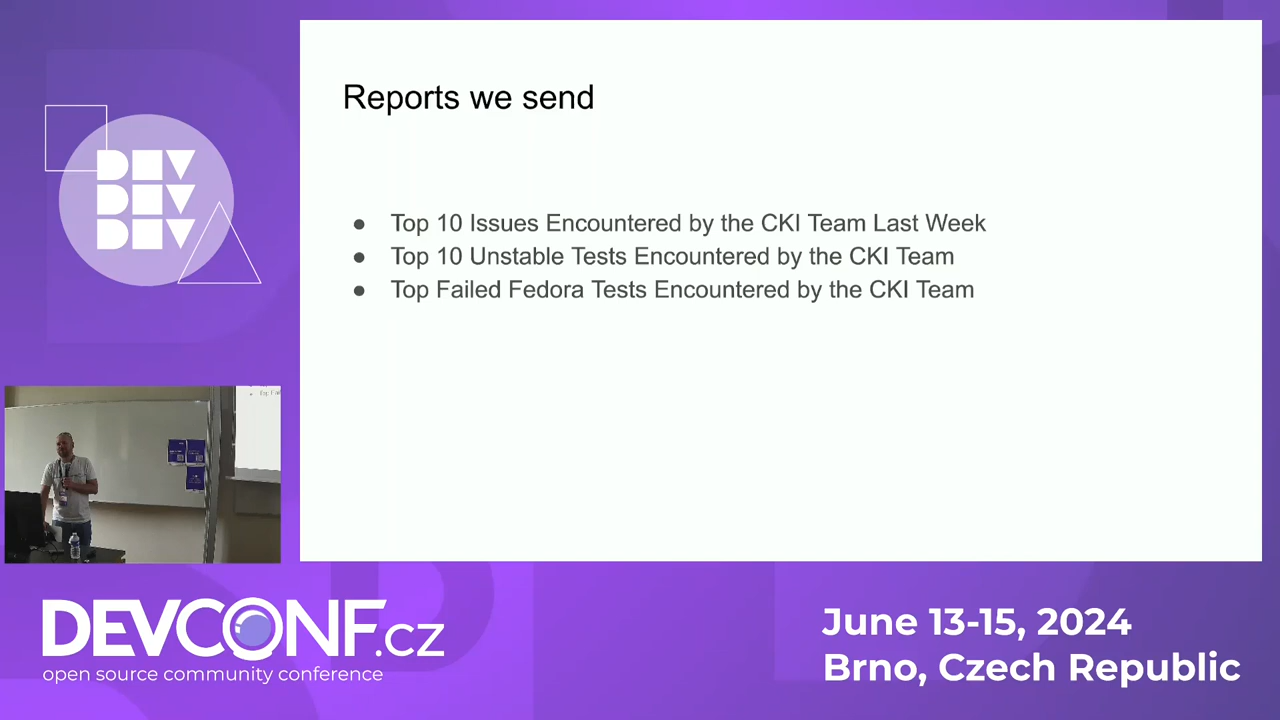 DEV
DEV
DEV
Reports we send
● Top 10 Issues Encountered by the CKI Team Last Week
● Top 10 Unstable Tests Encountered by the CKI Team
● Top Failed Fedora Tests Encountered by the CKI Team
DEVCONF.cz
open source community conference
June 13-15, 2024
Brno, Czech Republic